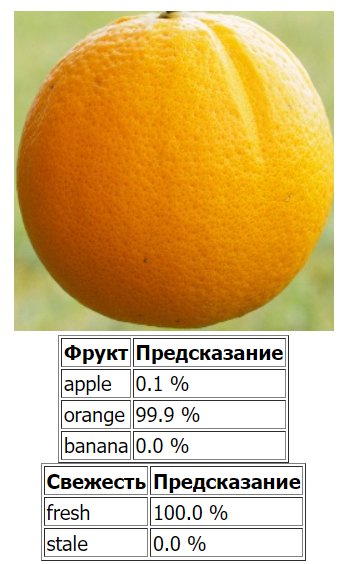 Фрукт Предсказание
apple 0.1 %
orange 99.9 %
banana 0.0 %
Свежесть Предсказание
fresh 100.0 %
stale 0.0 %